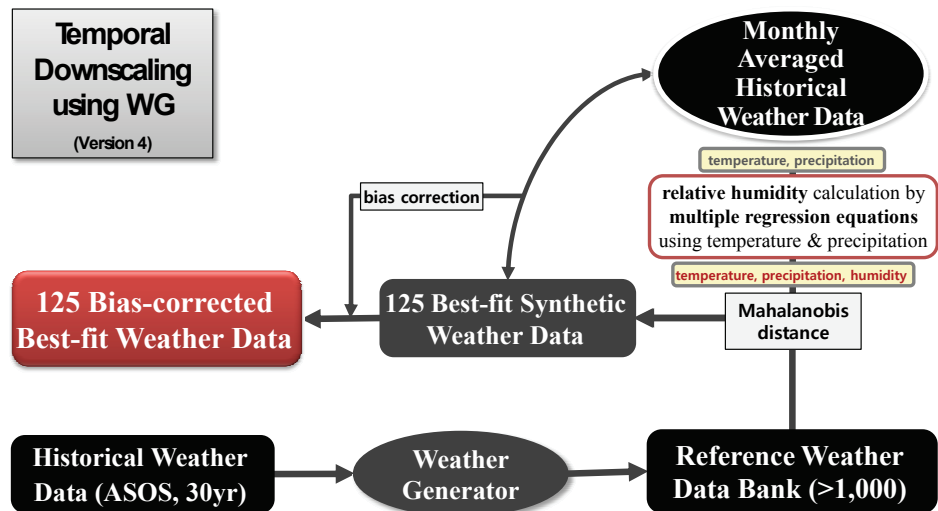 Temporal
Downscaling
using WG
(Version 4)
Monthly
Averaged
Historical
Weather Data
temperature, precipitation
relative humidity calculation by
multiple regression equations
using temperature & precipitation
temperature, precipitation, humidity
bias correction
125 Bias-corrected
Best-fit Weather Data
125 Best-fit Synthetic
Weather Data
Mahalanobis
distance
Historical Weather
Data (ASOS, 30yr)
Weather
Generator
Reference Weather
Data Bank (>1,000)